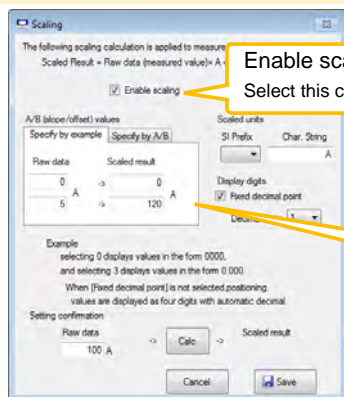 Scaling
The following scaling calculation is applied to measure
Scaled Result = Raw data (measured value)× A
Enable scaling
Enable sca
Select this c
A/B (slope/offset) values
Specify by example Specify by A/B
Raw data Scaled result
0 A -> 0 A
5 -> 120
Scaled units
SI Prefix Char. String
A
Display digits
Fixed decimal point
1
Example
selecting 0 displays values in the form 0000,
and selecting 3 displays values in the form 0.000.
When [Fixed decimal point] is not selected,positioning
values are displayed as four digits with automatic decimal.
Setting confirmation
Raw data Scaled result
100 A -> Calc ->
Cancel Save